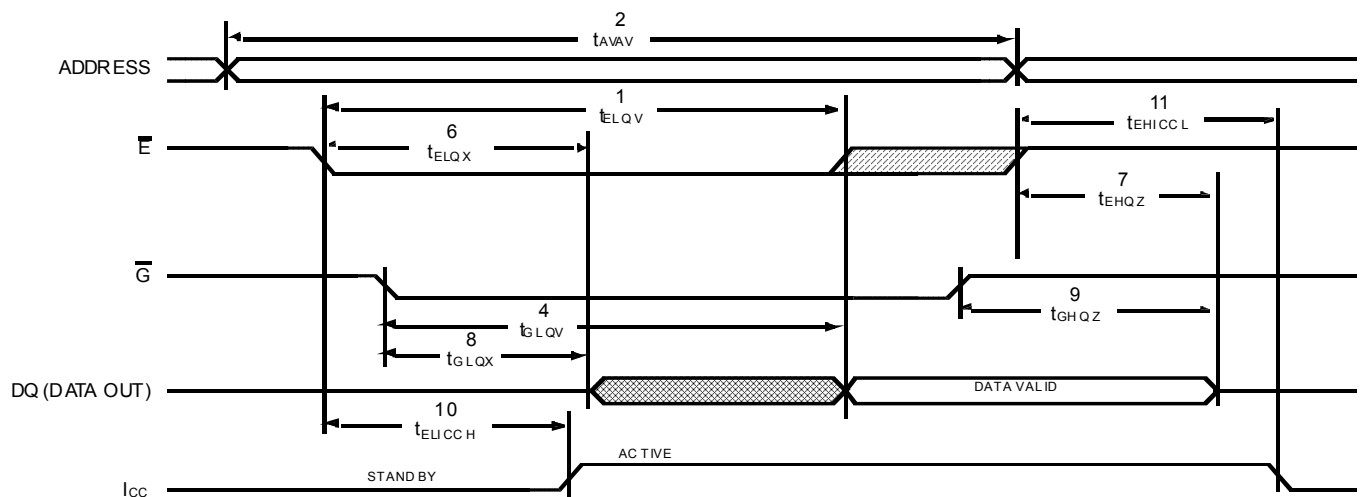 2
tAVAV
ADDRESS
1
tELQV
11
tEHICCL
6
tELQX
E
7
tEHQZ
G
9
tGHQZ
4
tGLQV
8
tGLQX
DQ (DATA OUT)
DATA VALID
10
tELICCH
ACTIVE
STANDBY
ICC